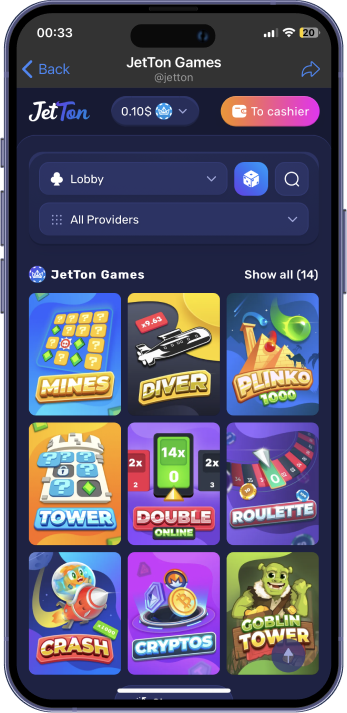 00:33
20
Back
JetTon Games
@jetton
JetTon
0.10$
To cashier
Lobby
All Providers
JetTon Games
Show all (14)
MINES
x9.63
DIVER
PLINKO
1000
TOWER
2x
2
14x
0
2x
3
DOUBLE
ONLINE
ROULETTE
CRASH
CRYPTOS
GOBLIN
TOWER